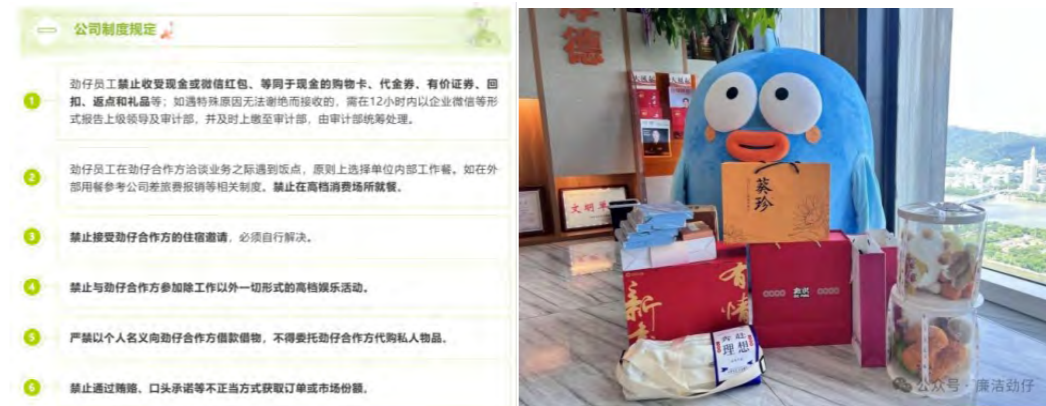 公司制度规定
1
劲仔员工禁止收受现金或微信红包、等同于现金的购物卡、代金券、有价证券、回
扣、返点和礼品等；如遇特殊原因无法谢绝而接收的，需在12小时内以企业微信等形
式报告上级领导及审计部，并及时上缴至审计部，由审计部统筹处理。
2
劲仔员工在劲仔合作方洽谈业务之际遇到饭点，原则上选择单位内部工作餐。如在外
部用餐参考公司差旅费报销等相关制度。禁止在高档消费场所就餐。
3
禁止接受劲仔合作方的住宿邀请，必须自行解决。
4
禁止与劲仔合作方参加除工作以外一切形式的高档娱乐活动。
5
严禁以个人名义向劲仔合作方借款借物，不得委托劲仔合作方代购私人物品。
6
禁止通过贿赂、口头承诺等不正当方式获取订单或市场份额。
德
文明单
葵珍
有情
新
奔赴
理想
公众号·廉洁劲仔